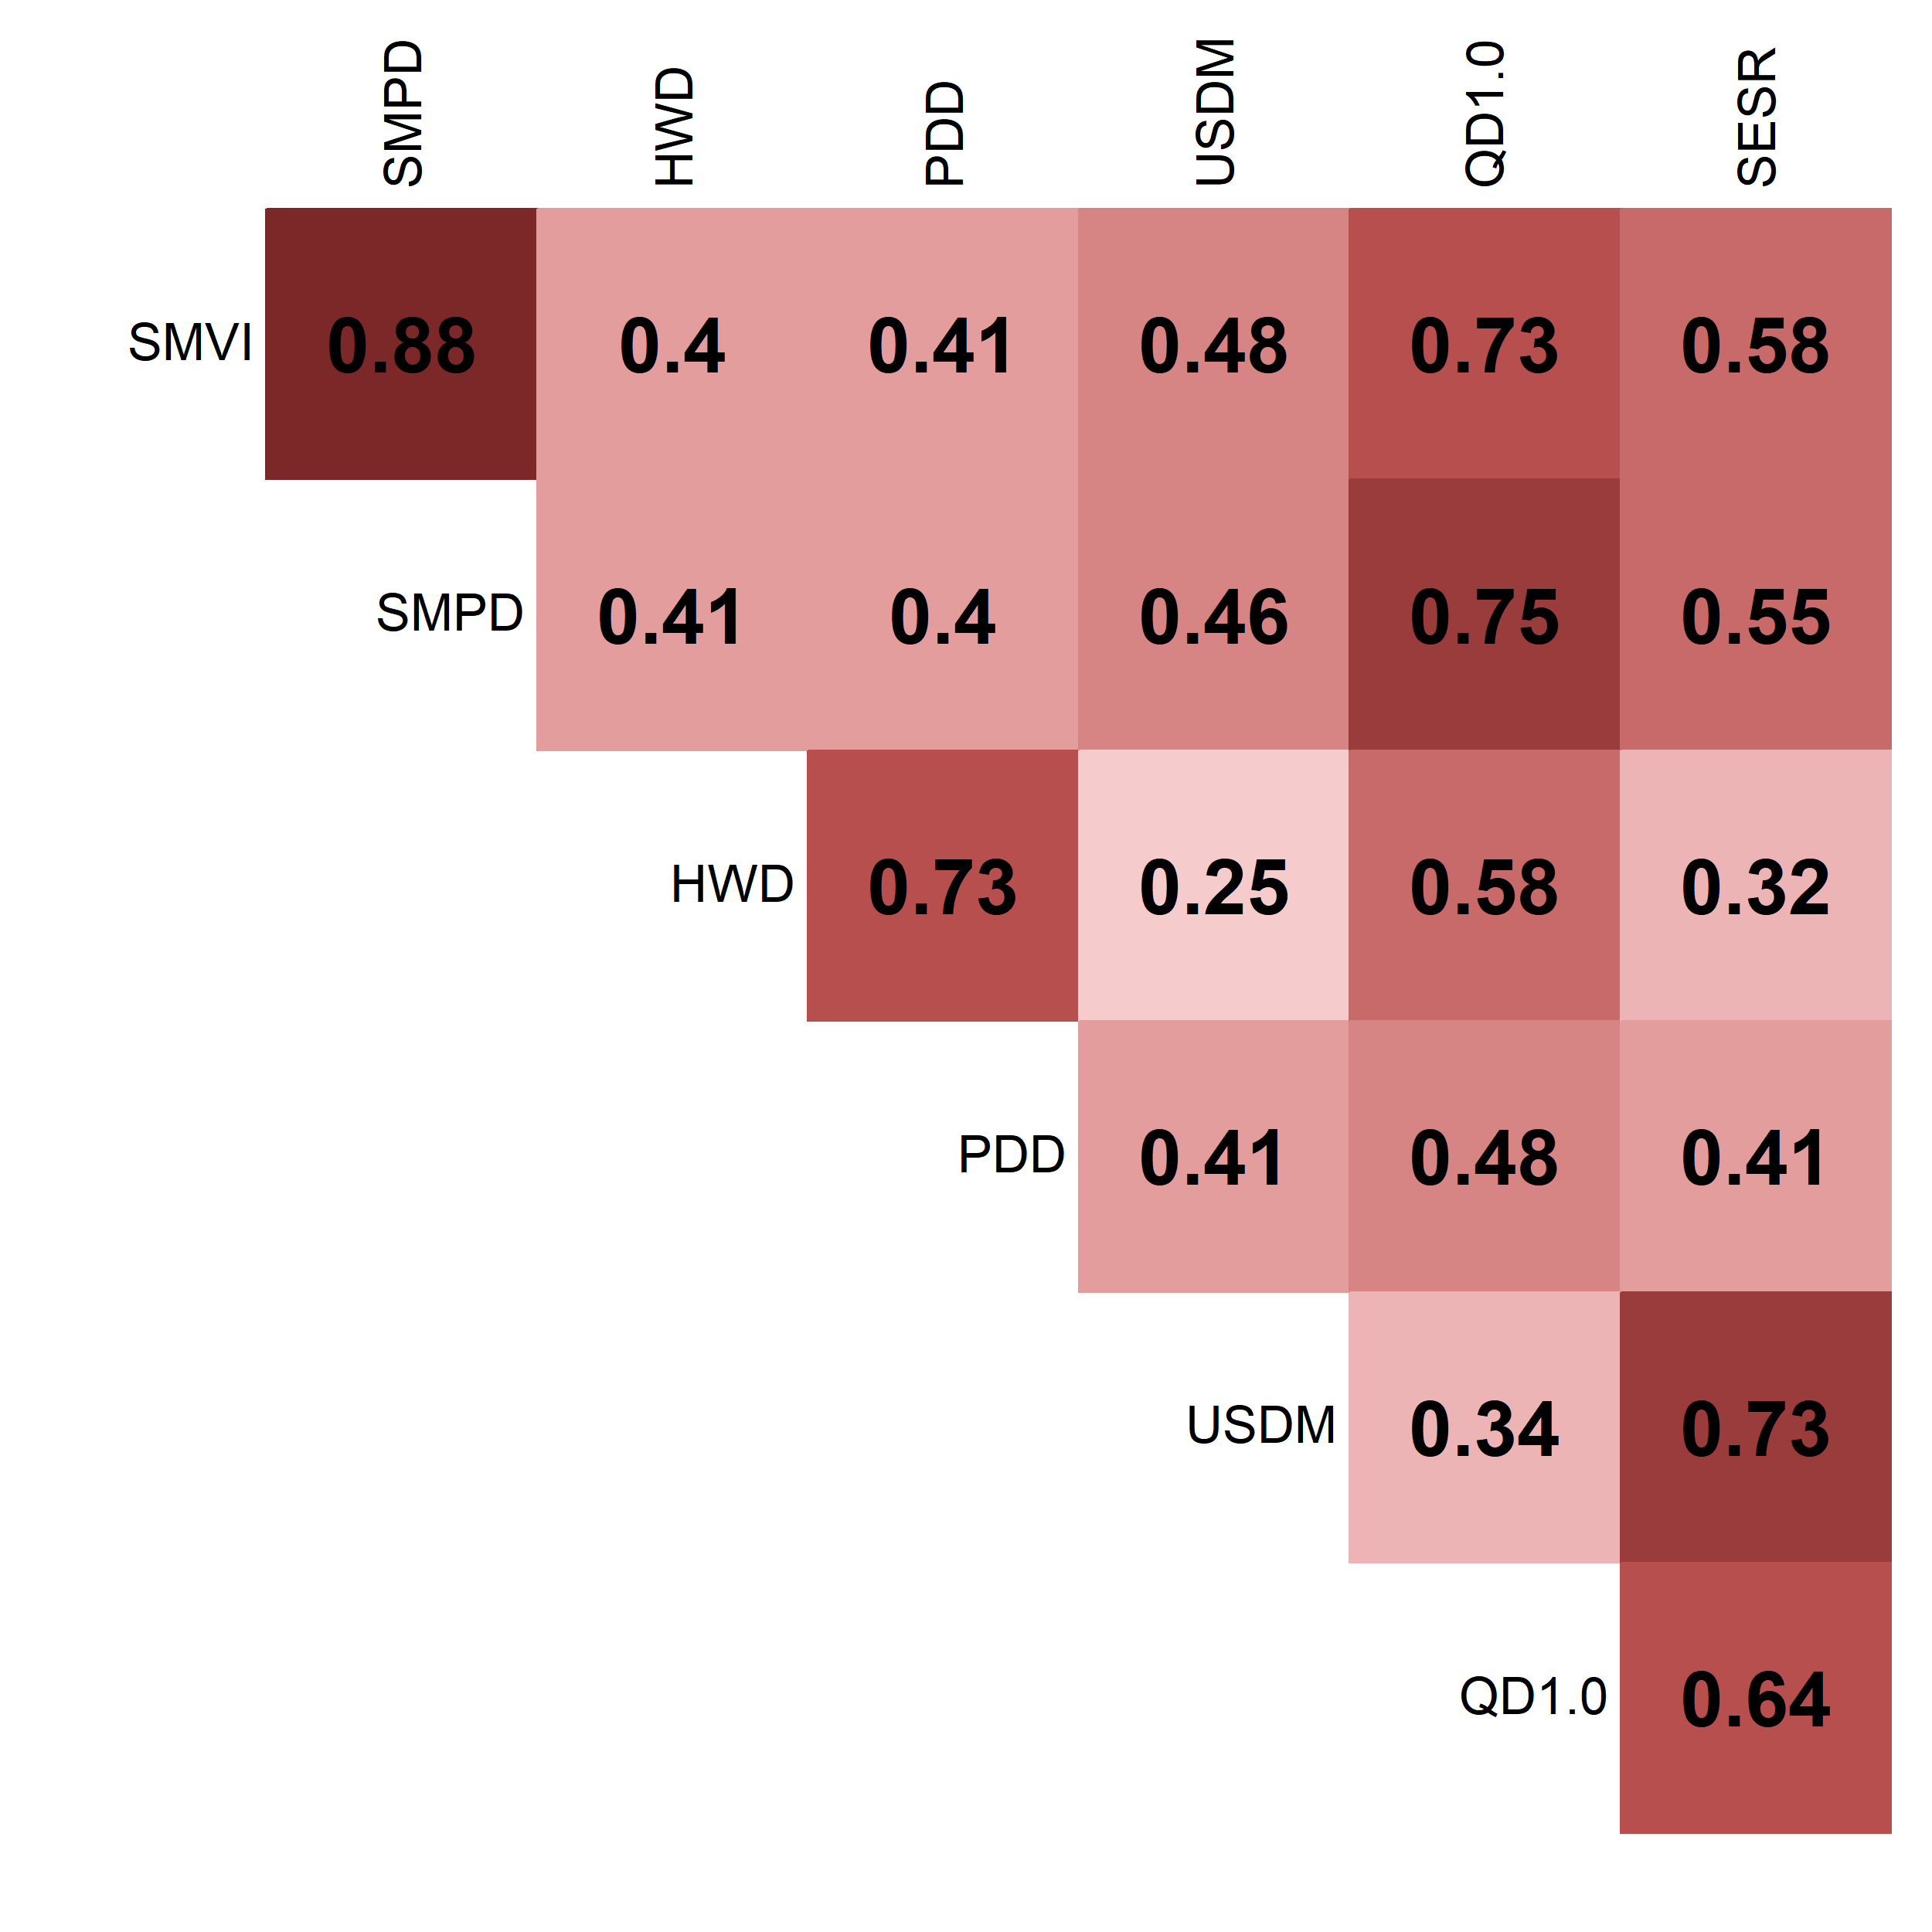 SMPD HWD PDD USDM QD1.0 SESR
SMVI 0.88 0.4 0.41 0.48 0.73 0.58
SMPD 0.41 0.4 0.46 0.75 0.55
HWD 0.73 0.25 0.58 0.32
PDD 0.41 0.48 0.41
USDM 0.34 0.73
QD1.0 0.64